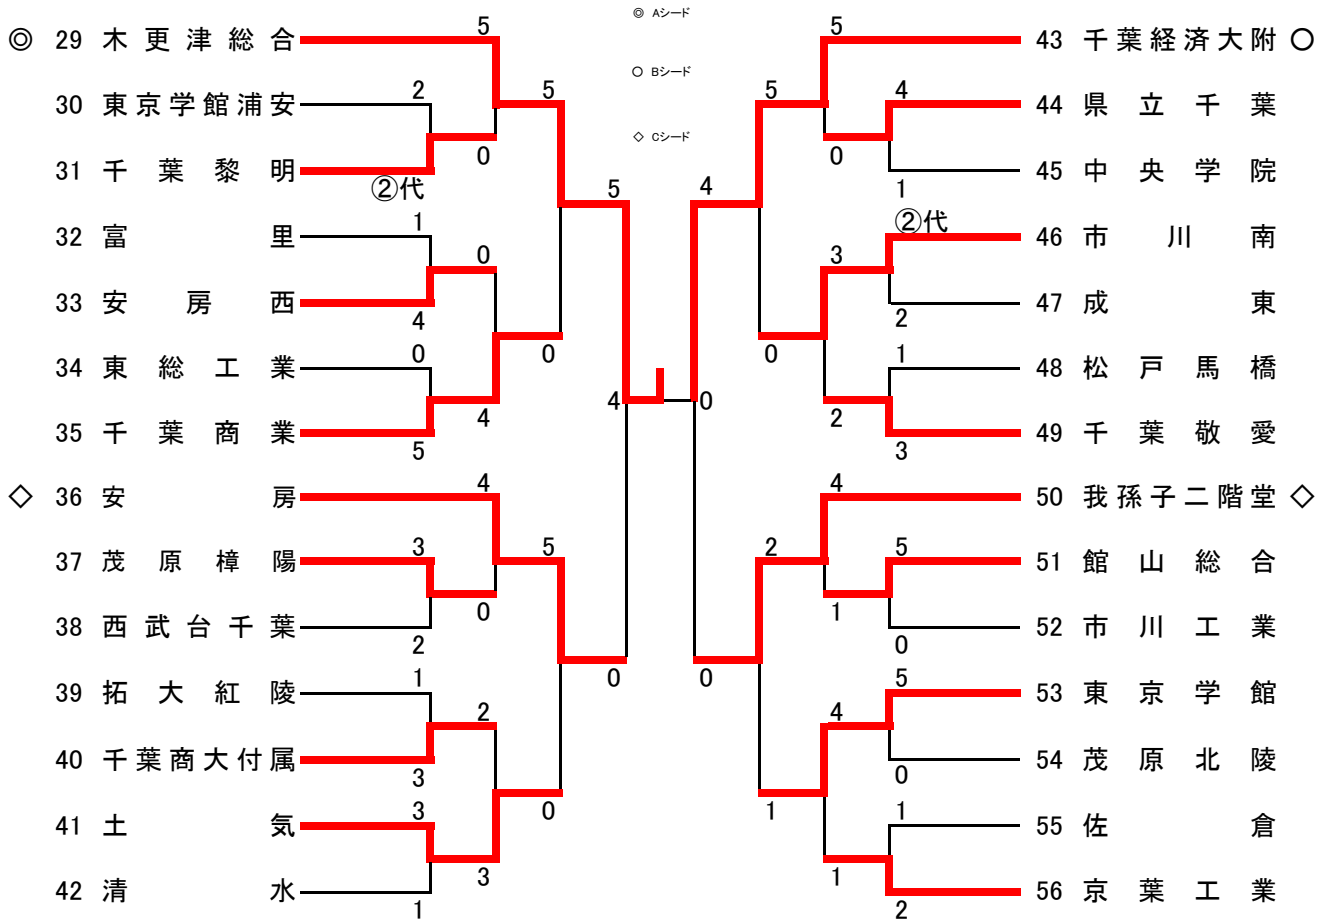 ◎ Aシード
○ Bシード
◇ Cシード
◎ 29 木更津総合 5
30 東京学館浦安 2
5
0
31 千葉黎明 ②代
5
32 富里 1
0
33 安房西 4
0
34 東総工業 0
4
35 千葉商業 5
4
◇ 36 安房 4
37 茂原樟陽 3
5
0
38 西武台千葉 2
0
39 拓大紅陵 1
2
40 千葉商大付属 3
0
41 土気 3
3
42 清水 1
5 43 千葉経済大附 ○
4 44 県立千葉
5
0
1 45 中央学院
4
②代 46 市川南
3
2 47 成東
0
1 48 松戸馬橋
2
3 49 千葉敬愛
0
4 50 我孫子二階堂 ◇
5 51 館山総合
2
1
0 52 市川工業
0
5 53 東京学館
4
0 54 茂原北陵
1
1 55 佐倉
1
2 56 京葉工業